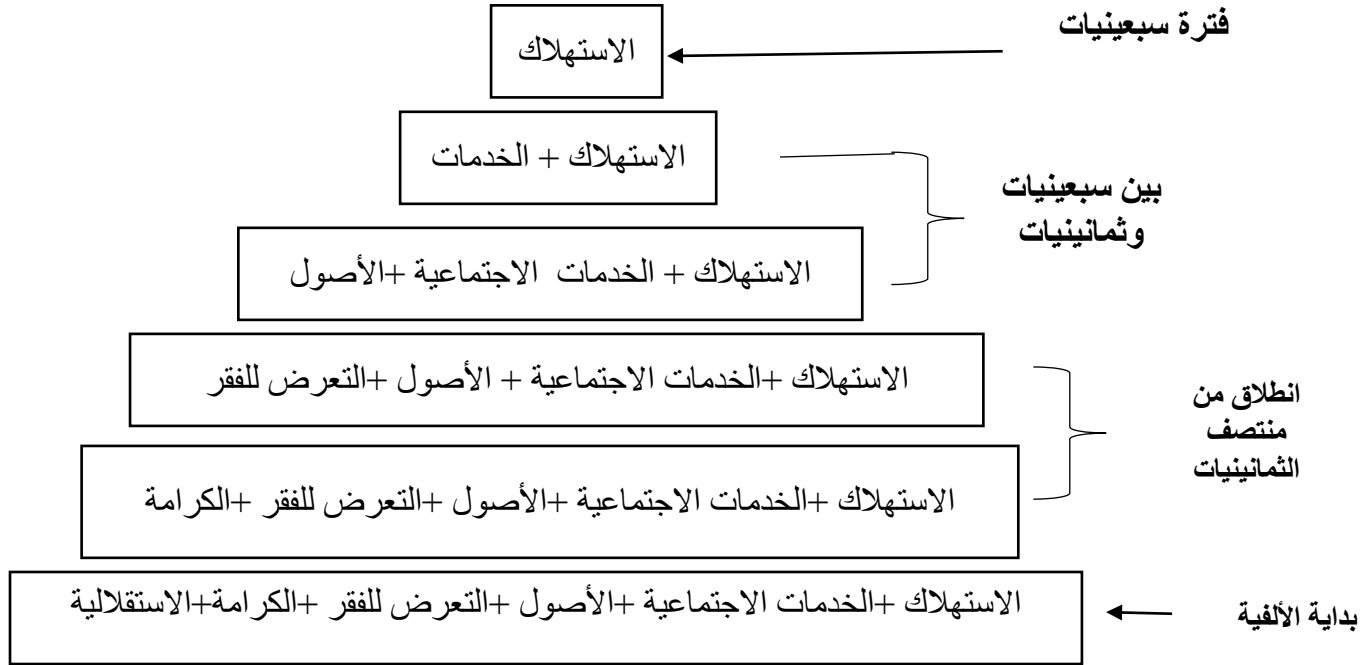 فترة سبعينيات
الاستهلاك
الاستهلاك + الخدمات
بين سبعينيات
وثمانينيات
الاستهلاك + الخدمات الاجتماعية +الأصول
الاستهلاك +الخدمات الاجتماعية + الأصول +التعرض للفقر
انطلاق من
منتصف
الثمانينيات
الاستهلاك +الخدمات الاجتماعية +الأصول +التعرض للفقر +الكرامة
الاستهلاك +الخدمات الاجتماعية +الأصول +التعرض للفقر +الكرامة+الاستقلالية
بداية الألفية